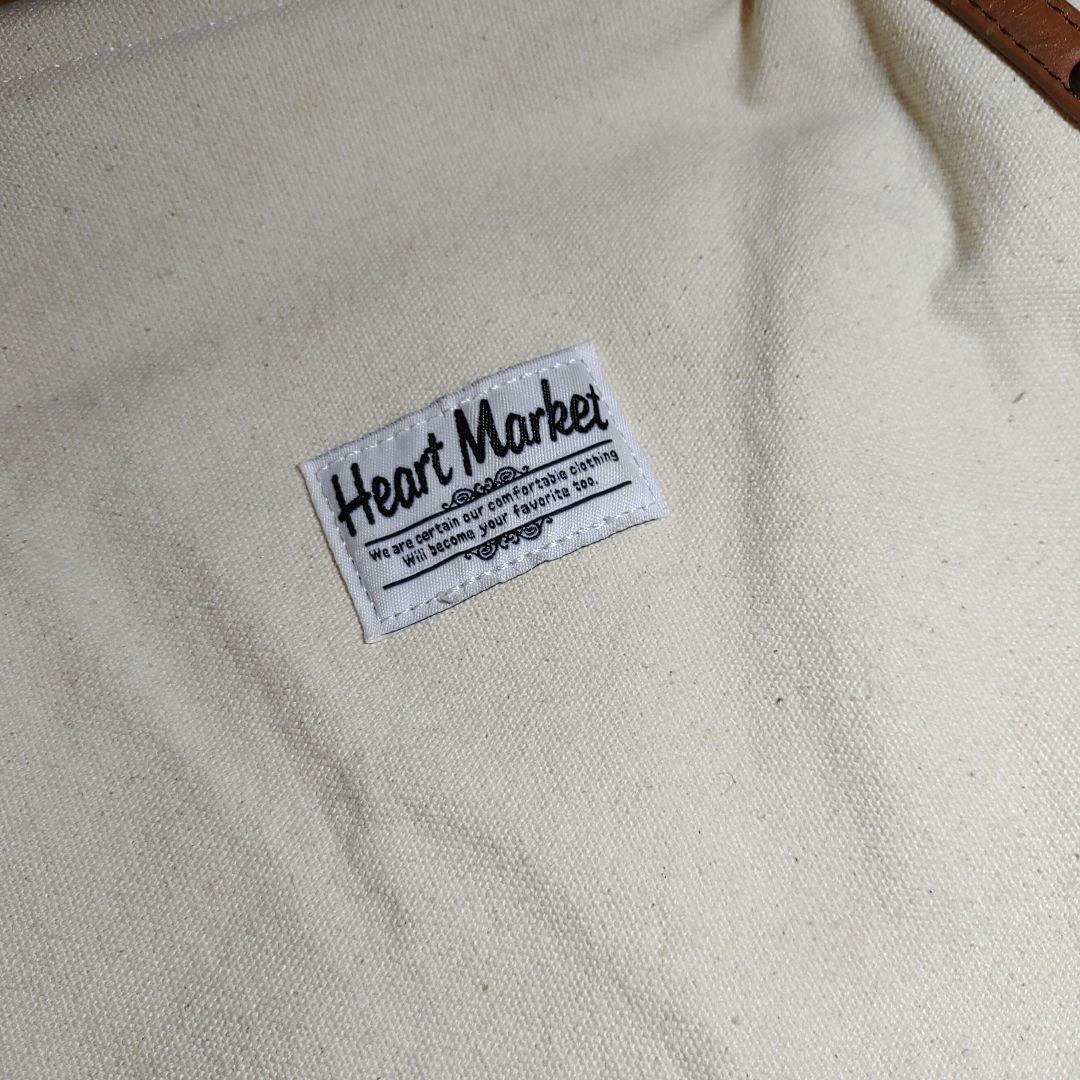 Heart Market
We are certain our comfortable clothing
Will become your favorite too.